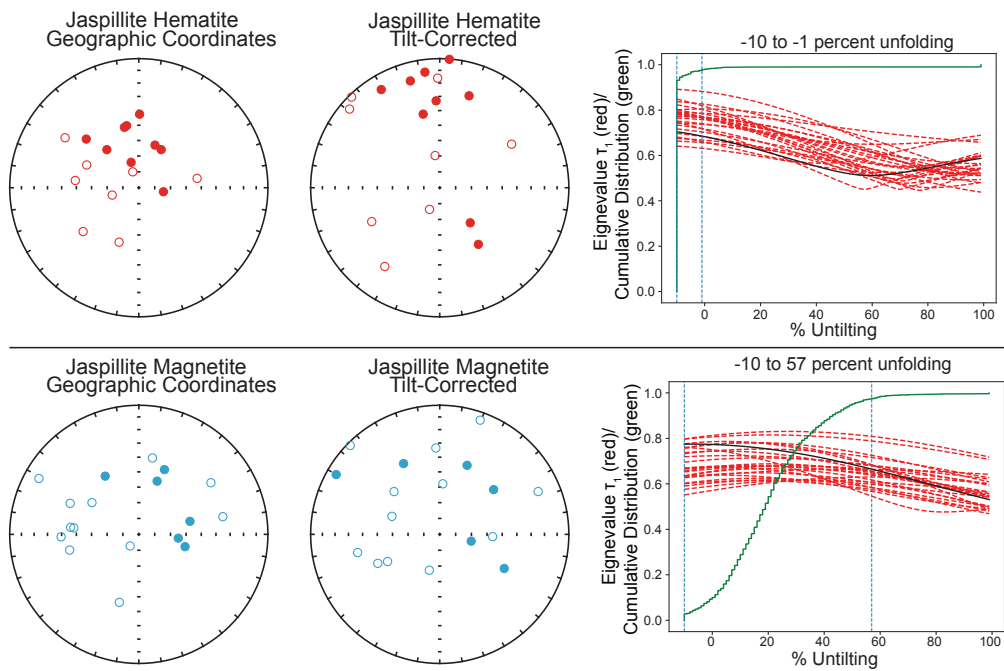 Jaspillite Hematite
Geographic Coordinates
Jaspillite Hematite
Tilt-Corrected
-10 to -1 percent unfolding
Eignevalue τ1 (red)/
Cumulative Distribution (green)
1.0
0.8
0.6
0.4
0.2
0.0
0
20
40
60
80
100
% Untilting
Jaspillite Magnetite
Geographic Coordinates
Jaspillite Magnetite
Tilt-Corrected
-10 to 57 percent unfolding
Eignevalue τ1 (red)/
Cumulative Distribution (green)
1.0
0.8
0.6
0.4
0.2
0.0
0
20
40
60
80
100
% Untilting